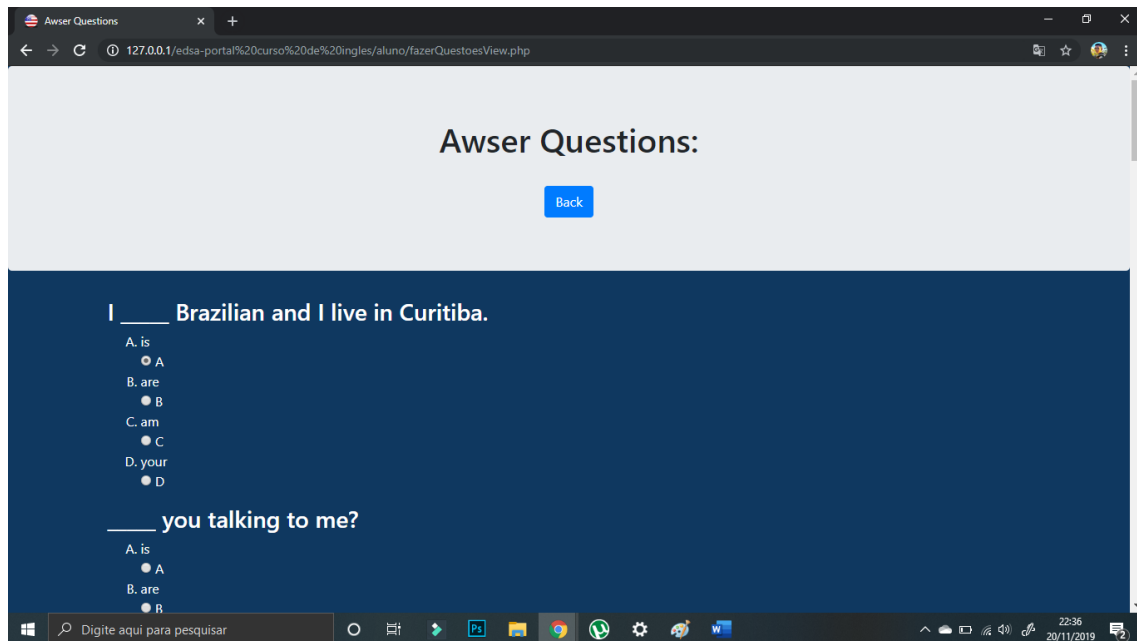 Awser Questions
127.0.0.1/edsa-portal%20curso%20de%20ingles/aluno/fazerQuestoesView.php
Awser Questions:
Back
I _____ Brazilian and I live in Curitiba.
A. is
A
B. are
B
C. am
C
D. your
D
_____ you talking to me?
A. is
A
B. are
B
Digite aqui para pesquisar
Ps
W
22:36
20/11/2019
2